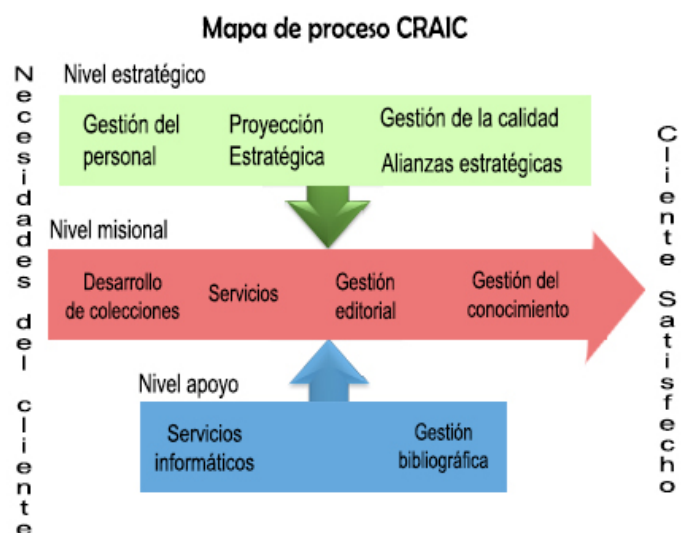 Mapa de proceso CRAIC
Necesidades del cliente
Nivel estratégico
Gestión del
personal
Proyección
Estratégica
Gestión de la calidad
Alianzas estratégicas
Nivel misional
Desarrollo
de colecciones
Servicios
Gestión
editorial
Gestión del
conocimiento
Nivel apoyo
Servicios
informáticos
Gestión
bibliográfica
Cliente Satisfecho